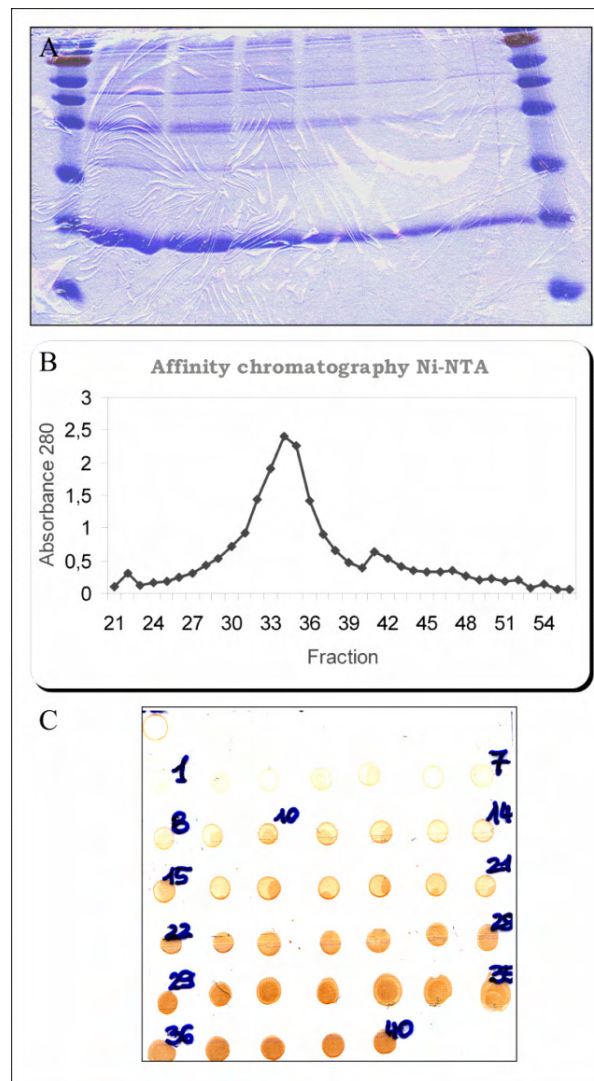 A
B
Affinity chromatography Ni-NTA
Absorbance 280
3
2,5
2
1,5
1
0,5
0
21 24 27 30 33 36 39 42 45 48 51 54
Fraction
C
1 7
8 10 14
15 21
22 28
29 35
36 40